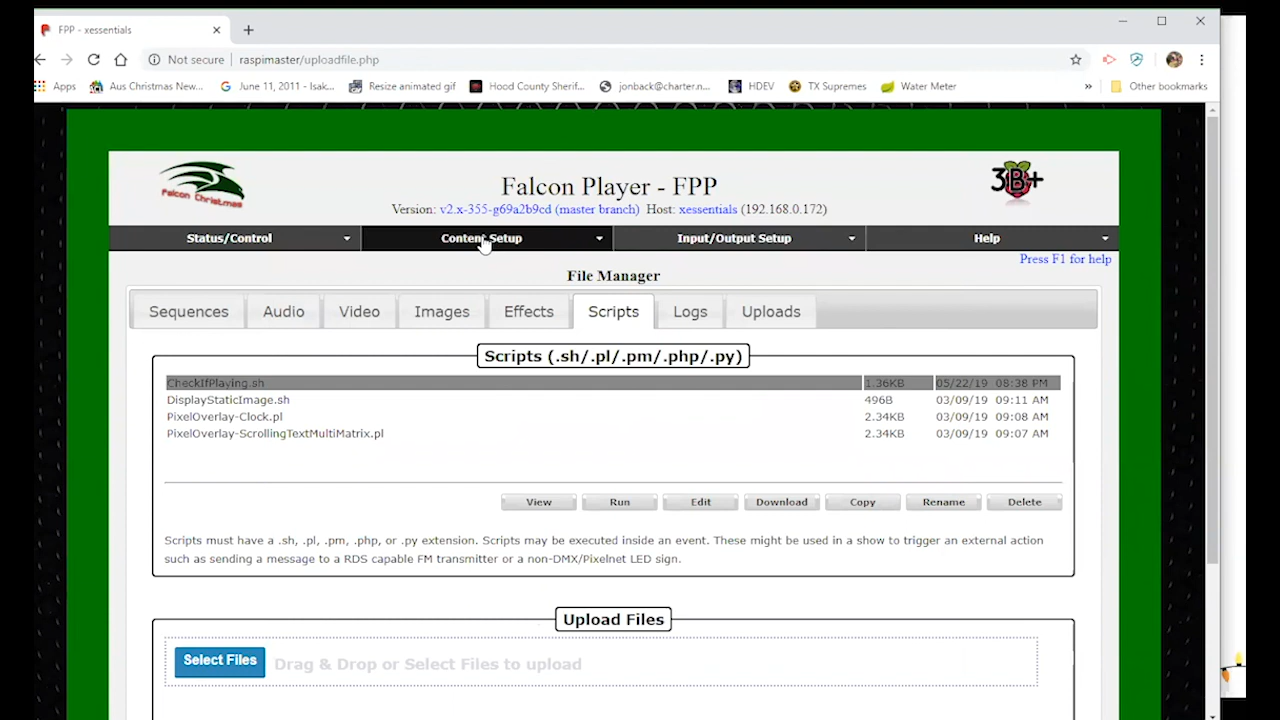 FPP - xessentials
Not secure raspimaster/uploadfile.php
Apps Aus Christmas New... June 11, 2011 - Isak... Resize animated gif Hood County Sherif... jonback@charter.n... HDEV TX Supremes Water Meter » Other bookmarks
Falcon Christmas
Falcon Player - FPP
3B+
Version: v2.x-355-g69a2b9cd (master branch) Host: xessentials (192.168.0.172)
Status/Control Content Setup Input/Output Setup Help
Press F1 for help
File Manager
Sequences Audio Video Images Effects Scripts Logs Uploads
Scripts (.sh/.pl/.pm/.php/.py)
CheckIfPlaying.sh 1.36KB 05/22/19 08:38 PM
DisplayStaticImage.sh 496B 03/09/19 09:11 AM
PixelOverlay-Clock.pl 2.34KB 03/09/19 09:08 AM
PixelOverlay-ScrollingTextMultiMatrix.pl 2.34KB 03/09/19 09:07 AM
View Run Edit Download Copy Rename Delete
Scripts must have a .sh, .pl, .pm, .php, or .py extension. Scripts may be executed inside an event. These might be used in a show to trigger an external action
such as sending a message to a RDS capable FM transmitter or a non-DMX/Pixelnet LED sign.
Upload Files
Select Files Drag & Drop or Select Files to upload